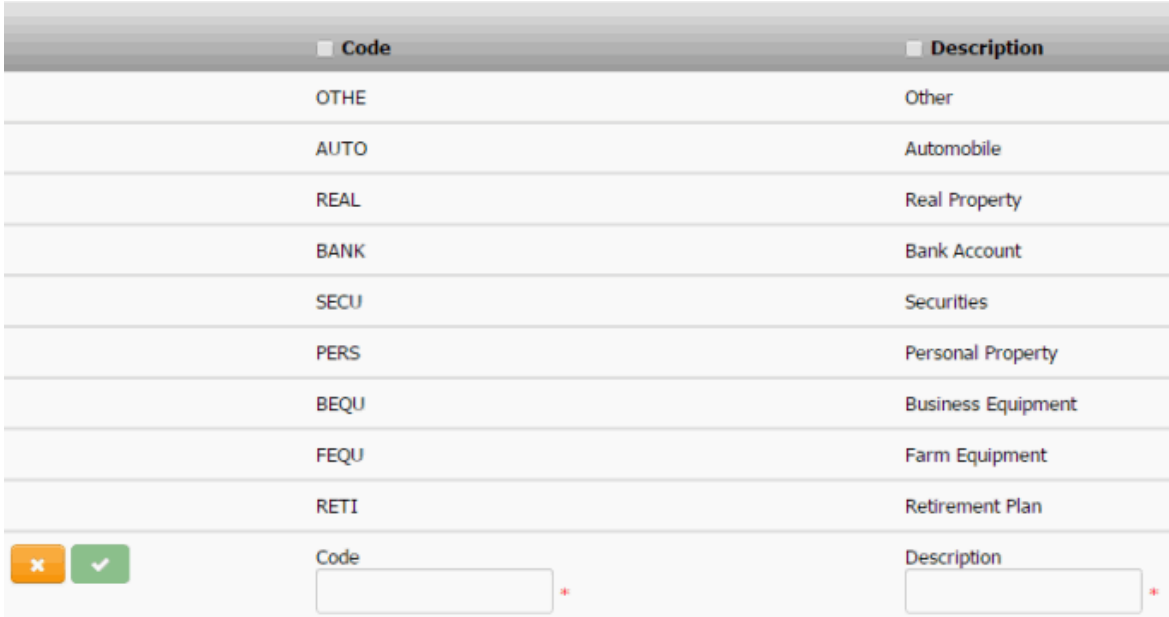 Code Description
OTHE Other
AUTO Automobile
REAL Real Property
BANK Bank Account
SECU Securities
PERS Personal Property
BEQU Business Equipment
FEQU Farm Equipment
RETI Retirement Plan
Code Description
* *